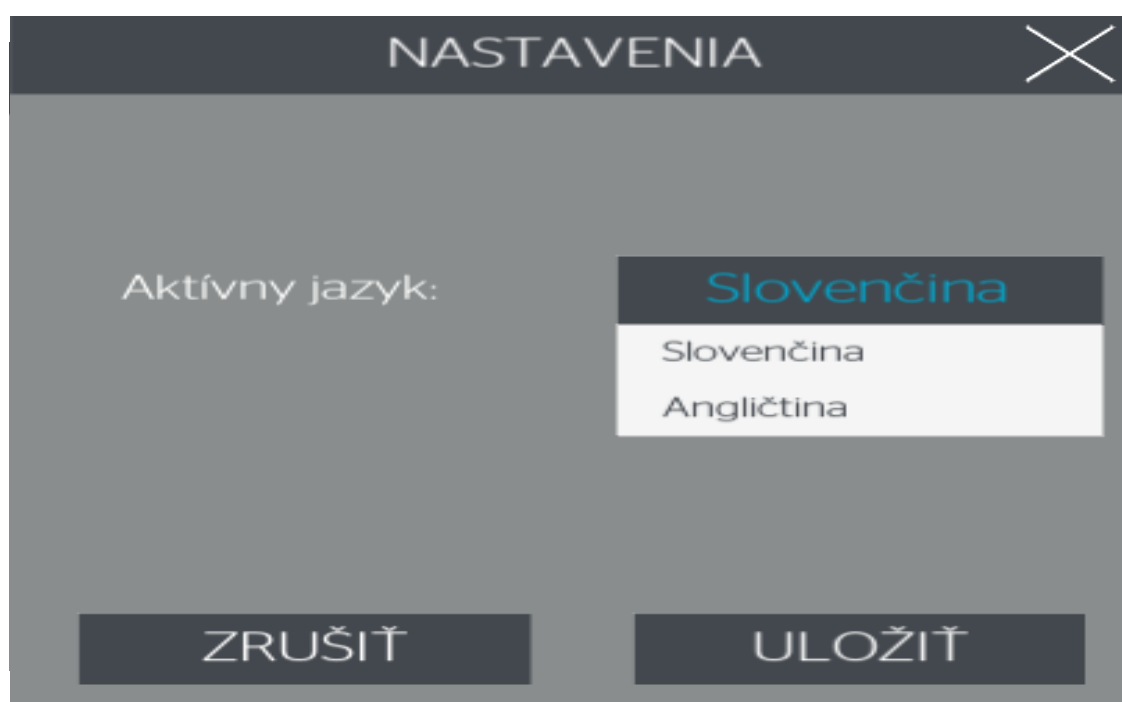 NASTAVENIA
Aktívny jazyk:
Slovenčina
Slovenčina
Angličtina
ZRUŠIŤ
ULOŽIŤ